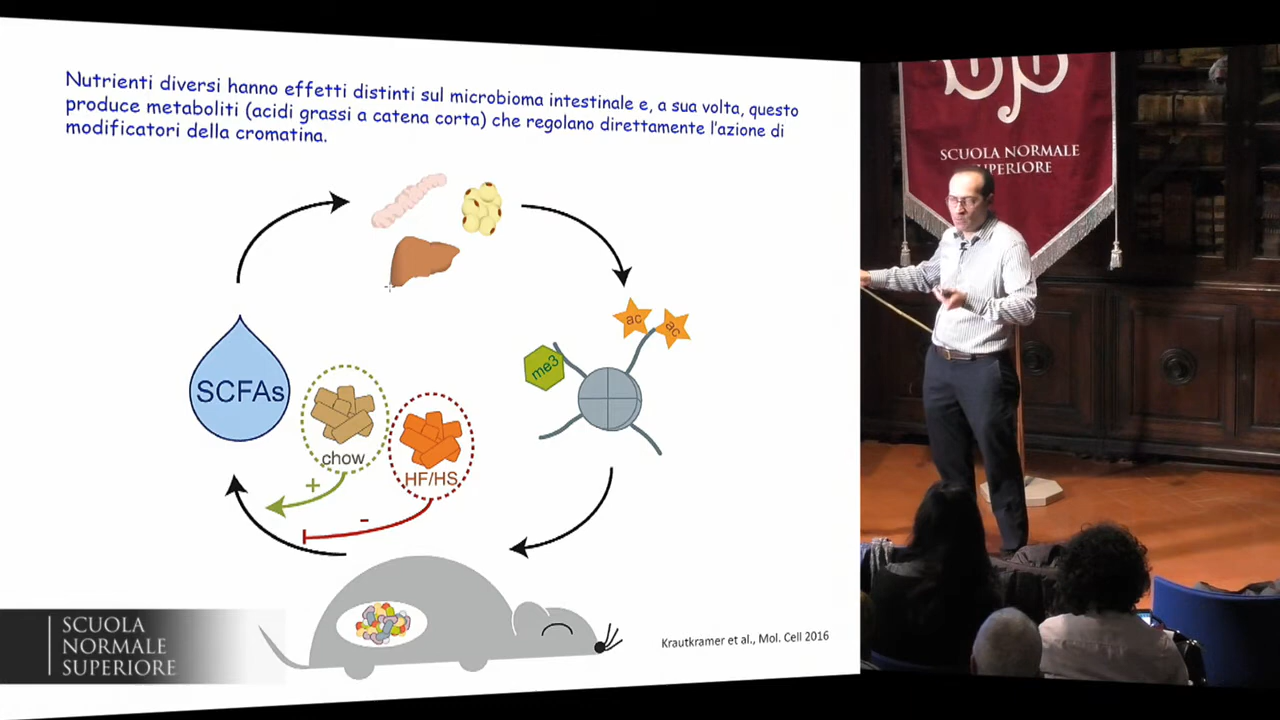 Nutrienti diversi hanno effetti distinti sul microbioma intestinale e, a sua volta, questo
produce metaboliti (acidi grassi a catena corta) che regolano direttamente l'azione di
modificatori della cromatina.
ac
ac
me3
SCFAs
chow
HF/HS
+
-
Krautkramer et al., Mol. Cell 2016
SCUOLA
NORMALE
SUPERIORE
SCUOLA NORMALE
SUPERIORE